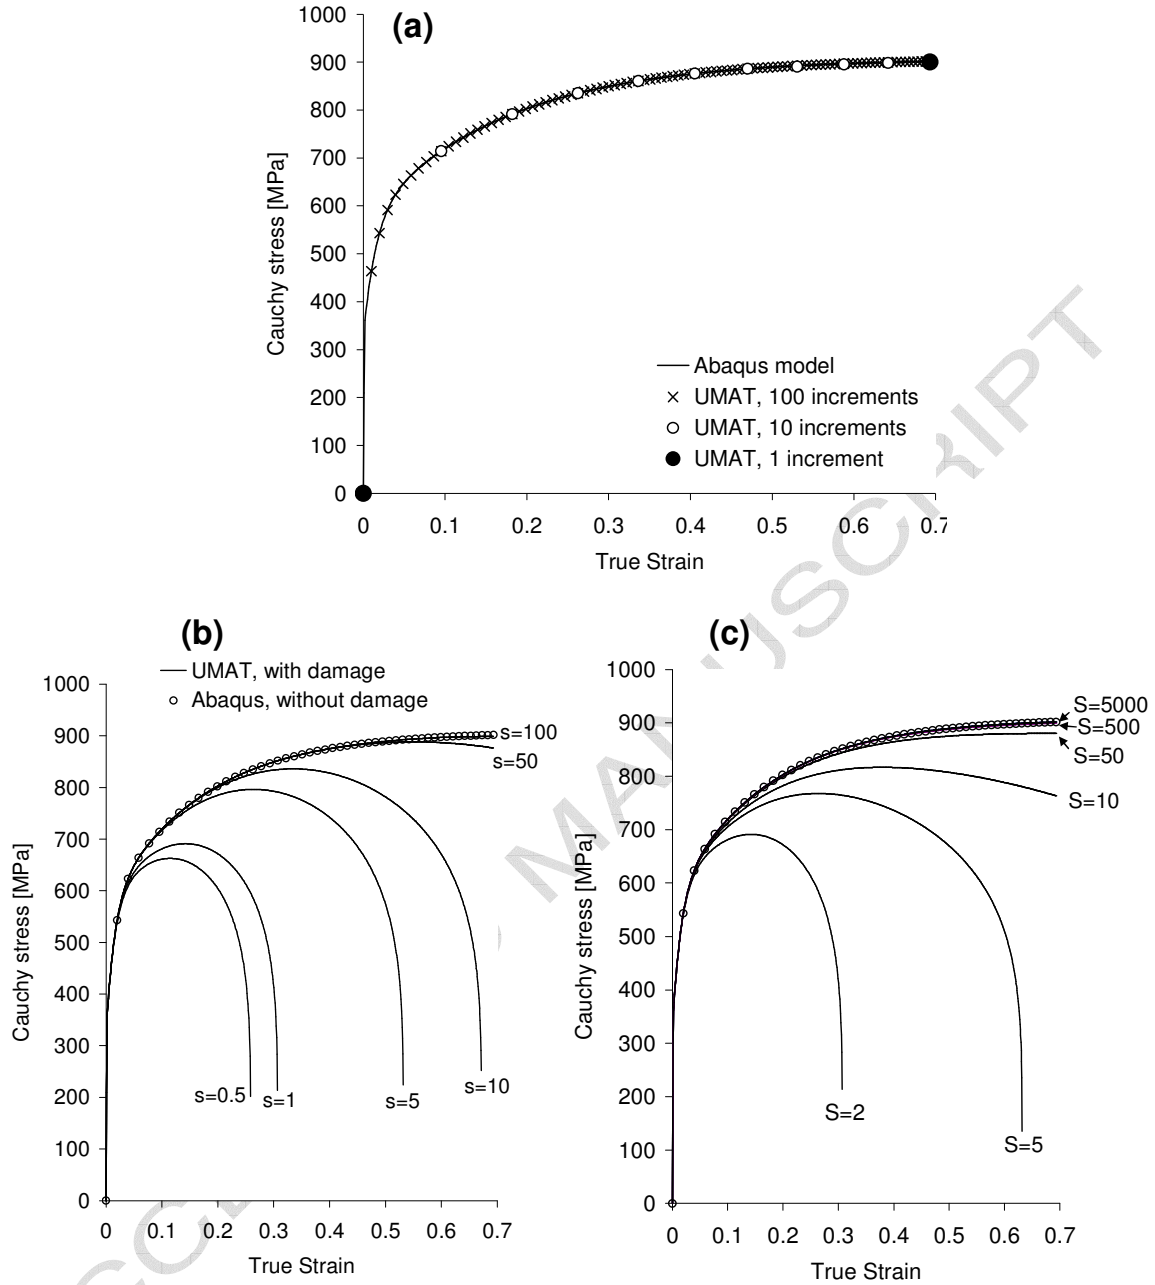 (a)
1000
900
800
700
600
500
400
300
200
100
0
Cauchy stress [MPa]
Abaqus model
UMAT, 100 increments
UMAT, 10 increments
UMAT, 1 increment
0 0.1 0.2 0.3 0.4 0.5 0.6 0.7
True Strain
(b)
UMAT, with damage
Abaqus, without damage
1000
900
800
700
600
500
400
300
200
100
0
Cauchy stress [MPa]
s=100
s=50
s=0.5
s=1
s=5
s=10
0 0.1 0.2 0.3 0.4 0.5 0.6 0.7
True Strain
(c)
1000
900
800
700
600
500
400
300
200
100
0
Cauchy stress [MPa]
S=5000
S=500
S=50
S=10
S=2
S=5
0 0.1 0.2 0.3 0.4 0.5 0.6 0.7
True Strain